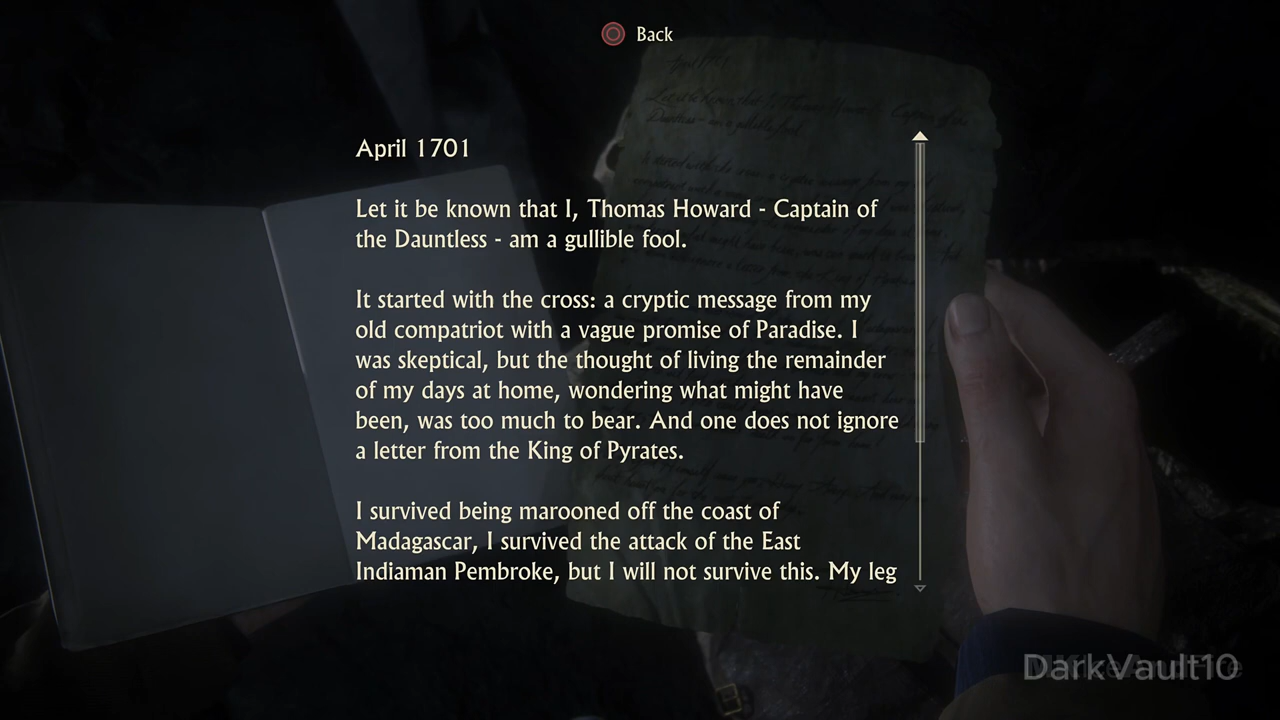 Back
April 1701
Let it be known that I, Thomas Howard - Captain of
the Dauntless - am a gullible fool.
It started with the cross: a cryptic message from my
old compatriot with a vague promise of Paradise. I
was skeptical, but the thought of living the remainder
of my days at home, wondering what might have
been, was too much to bear. And one does not ignore
a letter from the King of Pyrates.
I survived being marooned off the coast of
Madagascar, I survived the attack of the East
Indiaman Pembroke, but I will not survive this. My leg
DarkVault10